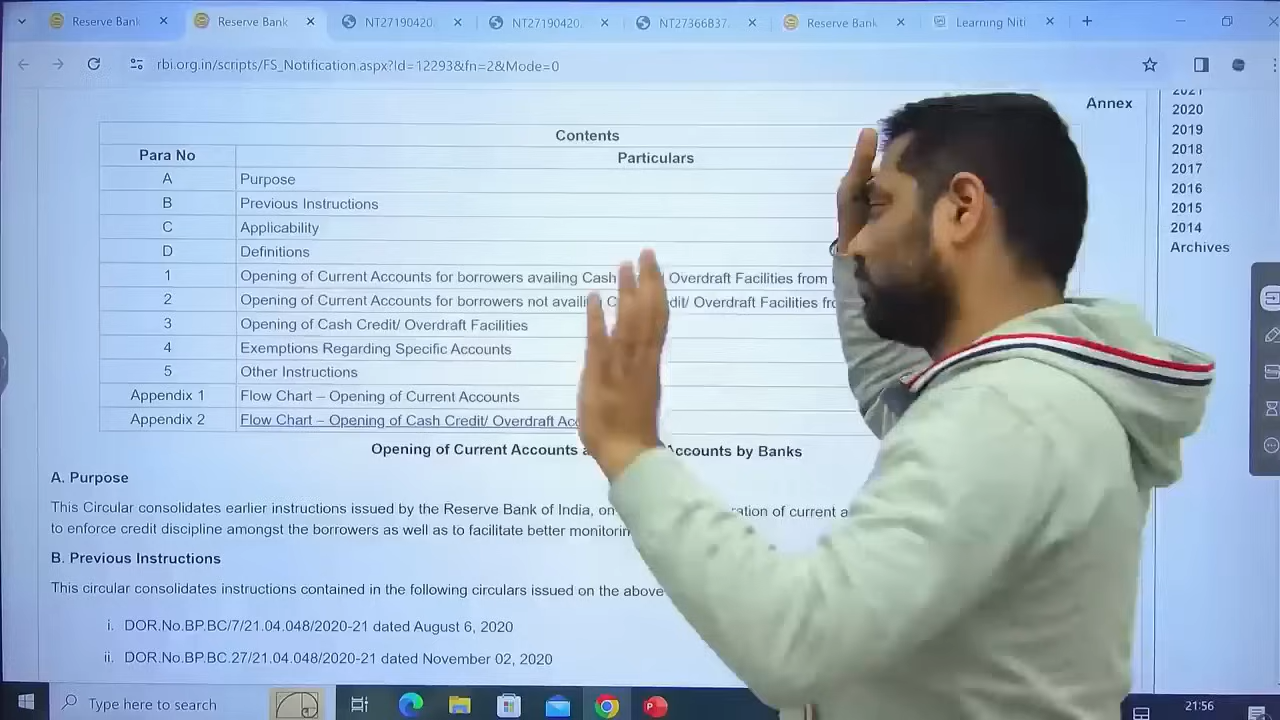 Reserve Bank
Reserve Bank
NT27190420
NT27190420.
NT27366B37.
Reserve Bank
Learning Niti
rbi.org.in/scripts/FS_Notification.aspx?Id=12293&fn=2&Mode=0
Annex
2021
2020
2019
2018
2017
2016
2015
2014
Archives
Contents
Para No Particulars
A Purpose
B Previous Instructions
C Applicability
D Definitions
1 Opening of Current Accounts for borrowers availing Cash Overdraft Facilities from
2 Opening of Current Accounts for borrowers not Overdraft Facilities
3 Opening of Cash Credit/ Overdraft Facilities
4 Exemptions Regarding Specific Accounts
5 Other Instructions
Appendix 1 Flow Chart – Opening of Current Accounts
Appendix 2 Flow Chart – Opening of Cash Credit/ Overdraft
Opening of Current Accounts Accounts by Banks
A. Purpose
This Circular consolidates earlier instructions issued by the Reserve Bank of India, on of current
to enforce credit discipline amongst the borrowers as well as to facilitate better
B. Previous Instructions
This circular consolidates instructions contained in the following circulars issued on the above
i. DOR.No.BP.BC/7/21.04.048/2020-21 dated August 6, 2020
ii. DOR.No.BP.BC.27/21.04.048/2020-21 dated November 02, 2020
Type here to search
21:56